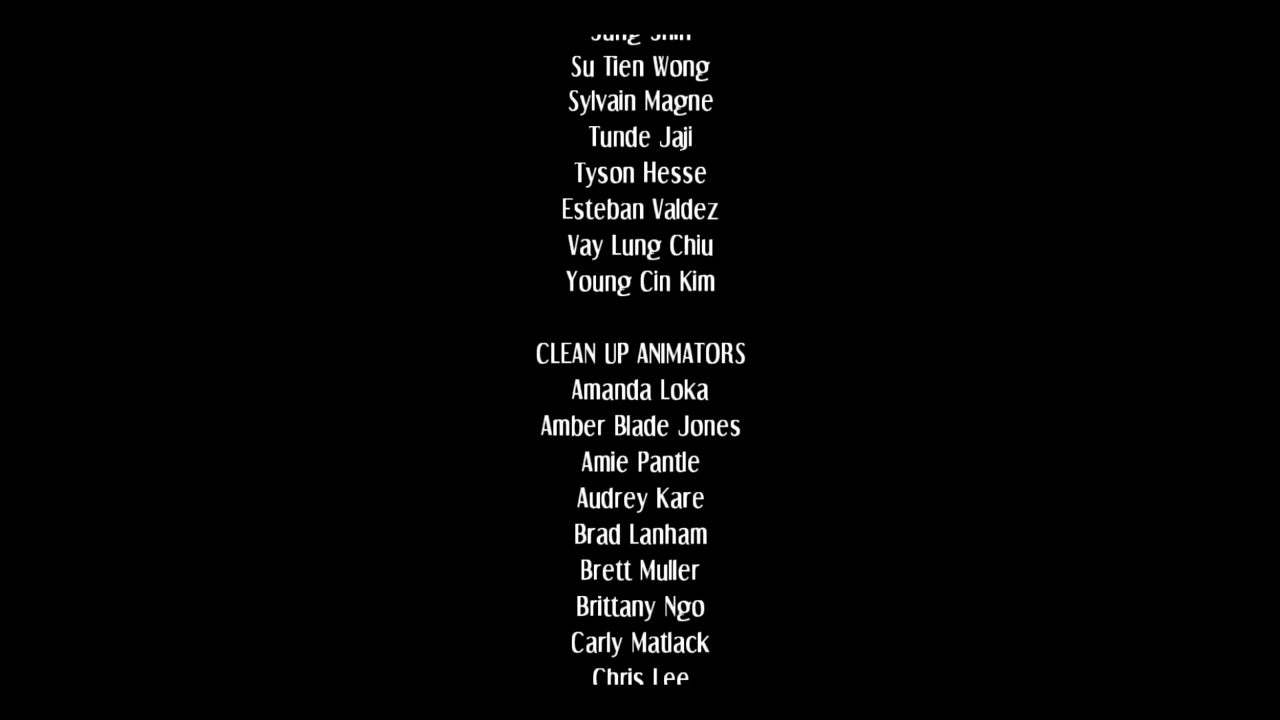 Su Tien Wong
Sylvain Magne
Tunde Jaji
Tyson Hesse
Esteban Valdez
Vay Lung Chiu
Young Cin Kim
CLEAN UP ANIMATORS
Amanda Loka
Amber Blade Jones
Amie Pantle
Audrey Kare
Brad Lanham
Brett Muller
Brittany Ngo
Carly Matlack
Chris Lee